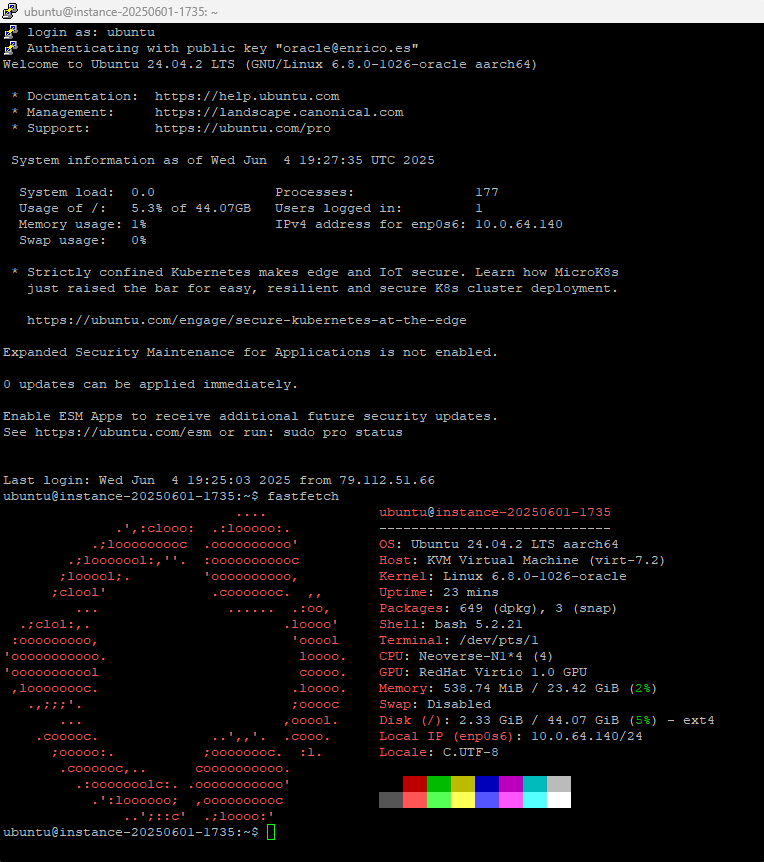 ubuntu@instance-20250601-1735: ~
login as: ubuntu
Authenticating with public key "oracle@enrico.es"
Welcome to Ubuntu 24.04.2 LTS (GNU/Linux 6.8.0-1026-oracle aarch64)
* Documentation:  https://help.ubuntu.com
* Management:     https://landscape.canonical.com
* Support:        https://ubuntu.com/pro
System information as of Wed Jun  4 19:27:35 UTC 2025
System load:  0.0               Processes:               177
Usage of /:   5.3% of 44.07GB   Users logged in:         1
Memory usage: 1%                IPv4 address for enp0s6: 10.0.64.140
Swap usage:   0%
* Strictly confined Kubernetes makes edge and IoT secure. Learn how MicroK8s
just raised the bar for easy, resilient and secure K8s cluster deployment.
https://ubuntu.com/engage/secure-kubernetes-at-the-edge
Expanded Security Maintenance for Applications is not enabled.
0 updates can be applied immediately.
Enable ESM Apps to receive additional future security updates.
See https://ubuntu.com/esm or run: sudo pro status
Last login: Wed Jun  4 19:25:03 2025 from 79.112.51.66
ubuntu@instance-20250601-1735:~$ fastfetch
ubuntu@instance-20250601-1735
-----------------------------
OS: Ubuntu 24.04.2 LTS aarch64
Host: KVM Virtual Machine (virt-7.2)
Kernel: Linux 6.8.0-1026-oracle
Uptime: 23 mins
Packages: 649 (dpkg), 3 (snap)
Shell: bash 5.2.21
Terminal: /dev/pts/1
CPU: Neoverse-N1*4 (4)
GPU: RedHat Virtio 1.0 GPU
Memory: 538.74 MiB / 23.42 GiB (2%)
Swap: Disabled
Disk (/): 2.33 GiB / 44.07 GiB (5%) - ext4
Local IP (enp0s6): 10.0.64.140/24
Locale: C.UTF-8
ubuntu@instance-20250601-1735:~$